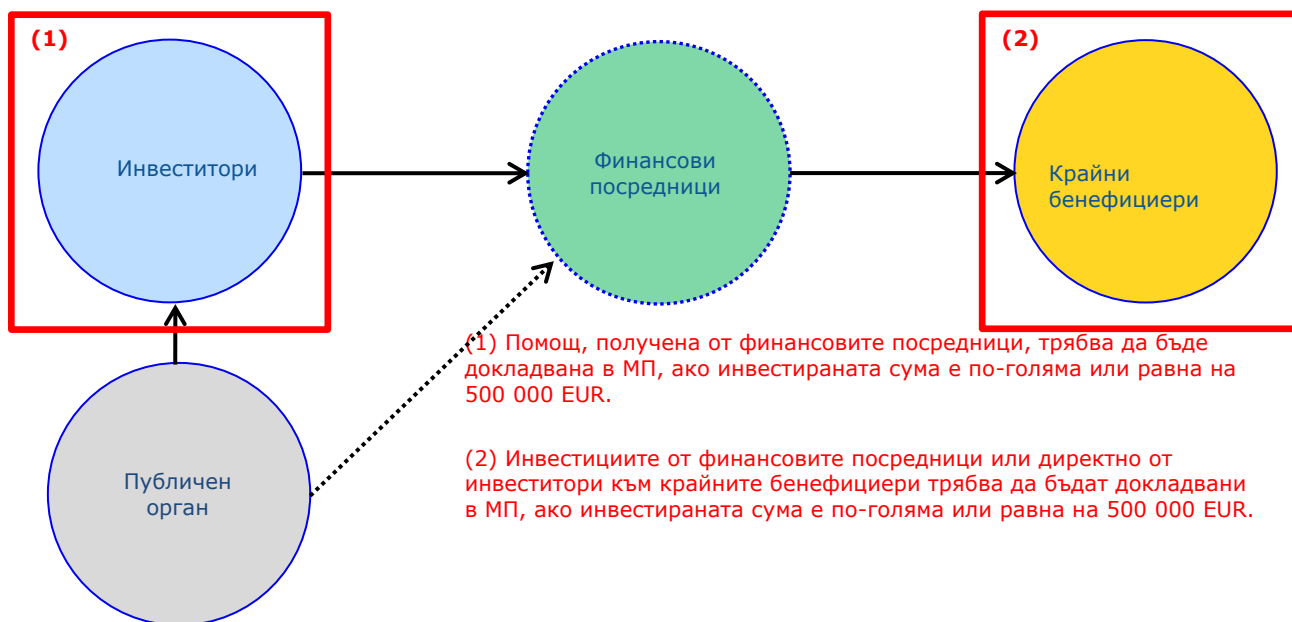 (1)
(2)
Инвеститори
Финансови
посредници
Крайни
бенефициери
(1) Помощ, получена от финансовите посредници, трябва да бъде
докладвана в МП, ако инвестираната сума е по-голяма или равна на
500 000 EUR.
Публичен
орган
(2) Инвестициите от финансовите посредници или директно от
инвеститори към крайните бенефициери трябва да бъдат докладвани
в МП, ако инвестираната сума е по-голяма или равна на 500 000 EUR.